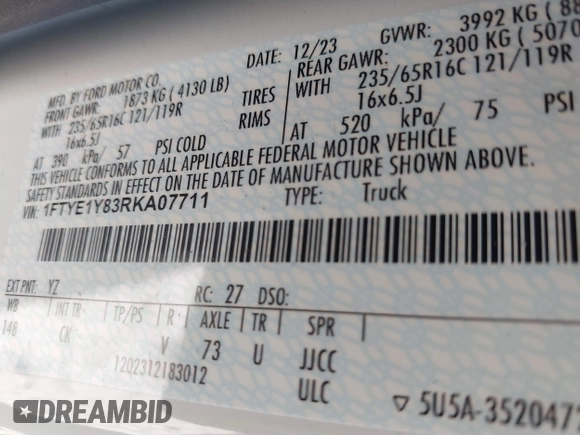 MFD. BY FORD MOTOR CO.
DATE: 12/23
GVWR: 3992 KG ( 88
FRONT GAWR: 1873 KG ( 4130 LB)
REAR GAWR: 2300 KG ( 5070
WITH 235/65R16C 121/119R TIRES
WITH 235/65R16C 121/119R
16x6.5J RIMS
16x6.5J
AT 390 kPa/ 57 PSI COLD
AT 520 kPa/ 75 PSI
THIS VEHICLE CONFORMS TO ALL APPLICABLE FEDERAL MOTOR VEHICLE
SAFETY STANDARDS IN EFFECT ON THE DATE OF MANUFACTURE SHOWN ABOVE.
VIN: 1FTYE1Y83RKA07711
TYPE: Truck
EXT PNT: YZ RC: 27 DSO:
WB INT TR TP/PS R AXLE TR SPR
148 CK V 73 U JJCC
1202312183012 ULC
5U5A-352047
DREAMBID